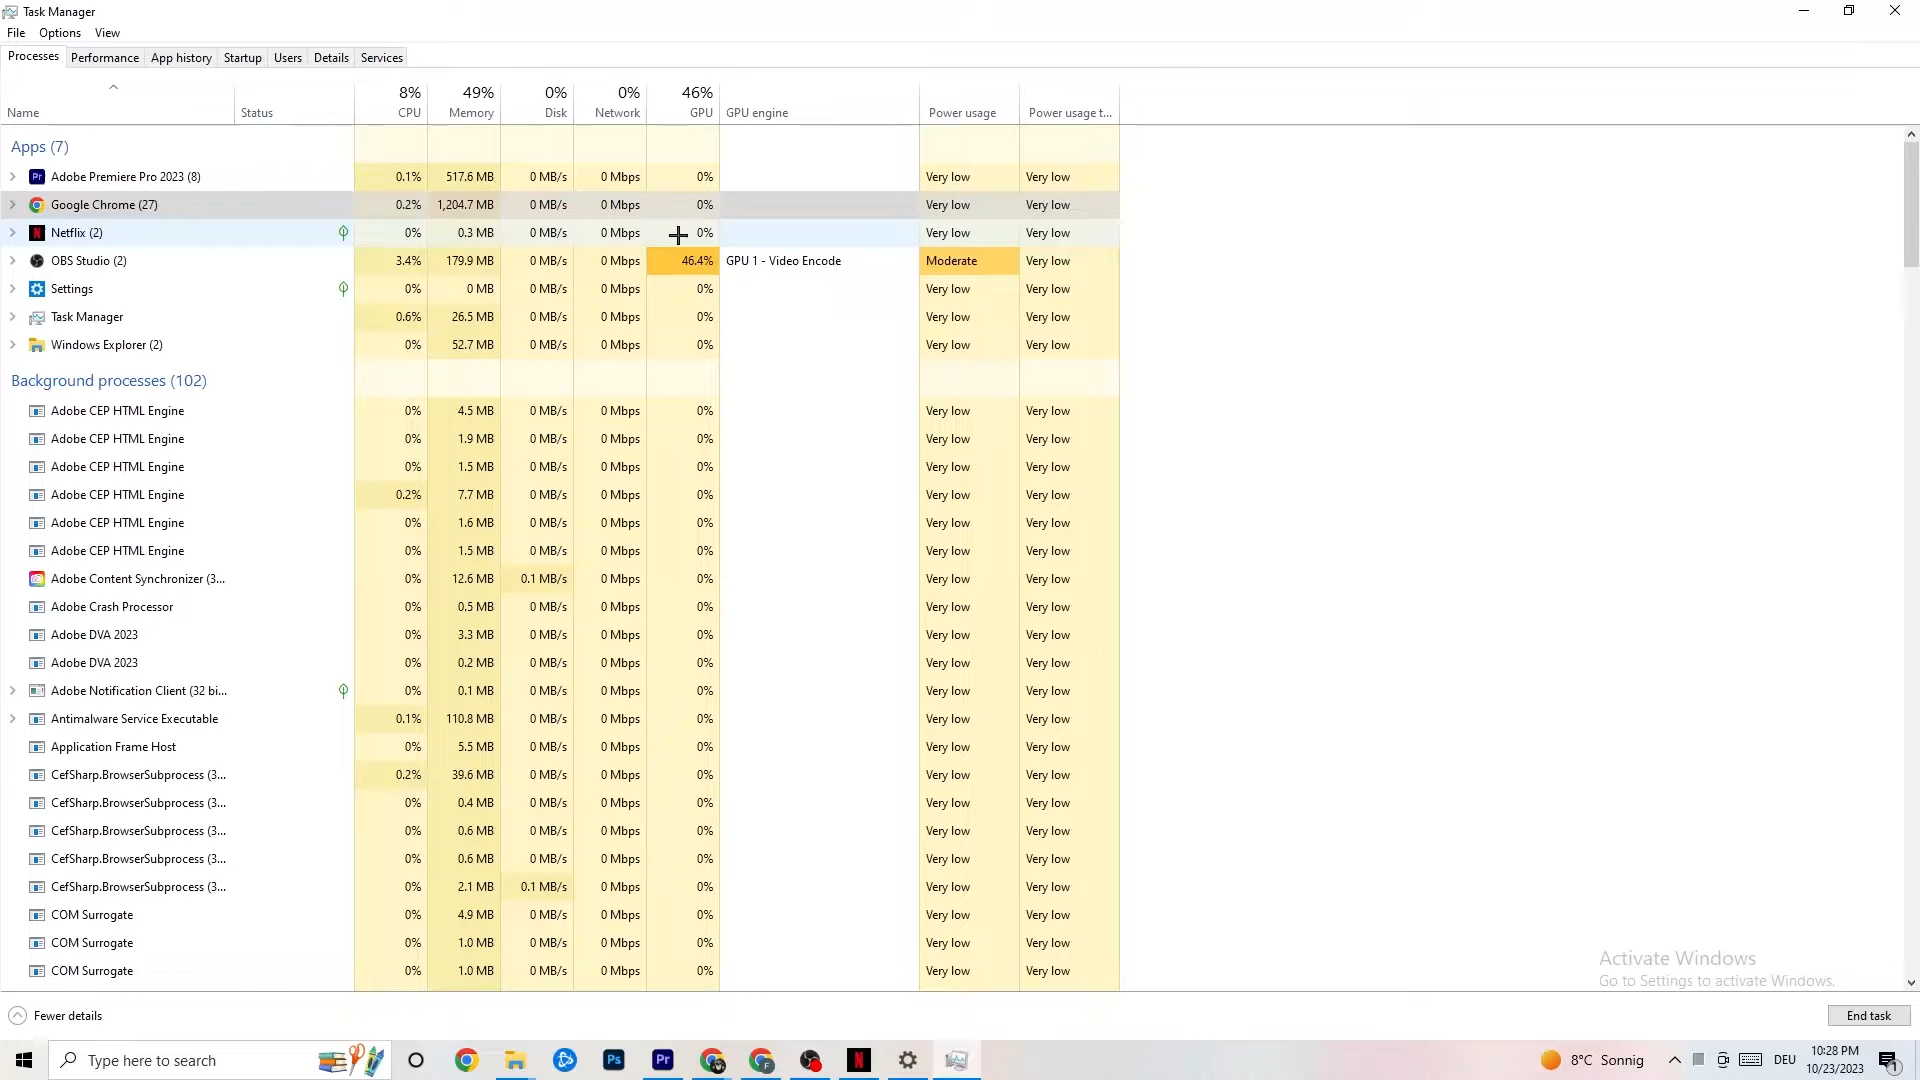 Task Manager
File Options View
Processes Performance App history Startup Users Details Services
8% 49% 0% 0% 46%
Name Status CPU Memory Disk Network GPU GPU engine Power usage Power usage t...
Apps (7)
Adobe Premiere Pro 2023 (8) 0.1% 517.6 MB 0 MB/s 0 Mbps 0% Very low Very low
Google Chrome (27) 0.2% 1,204.7 MB 0 MB/s 0 Mbps 0% Very low Very low
Netflix (2) 0% 0.3 MB 0 MB/s 0 Mbps 0% Very low Very low
OBS Studio (2) 3.4% 179.9 MB 0 MB/s 0 Mbps 46.4% GPU 1 - Video Encode Moderate Very low
Settings 0% 0 MB 0 MB/s 0 Mbps 0% Very low Very low
Task Manager 0.6% 26.5 MB 0 MB/s 0 Mbps 0% Very low Very low
Windows Explorer (2) 0% 52.7 MB 0 MB/s 0 Mbps 0% Very low Very low
Background processes (102)
Adobe CEP HTML Engine 0% 4.5 MB 0 MB/s 0 Mbps 0% Very low Very low
Adobe CEP HTML Engine 0% 1.9 MB 0 MB/s 0 Mbps 0% Very low Very low
Adobe CEP HTML Engine 0% 1.5 MB 0 MB/s 0 Mbps 0% Very low Very low
Adobe CEP HTML Engine 0.2% 7.7 MB 0 MB/s 0 Mbps 0% Very low Very low
Adobe CEP HTML Engine 0% 1.6 MB 0 MB/s 0 Mbps 0% Very low Very low
Adobe CEP HTML Engine 0% 1.5 MB 0 MB/s 0 Mbps 0% Very low Very low
Adobe Content Synchronizer (3... 0% 12.6 MB 0.1 MB/s 0 Mbps 0% Very low Very low
Adobe Crash Processor 0% 0.5 MB 0 MB/s 0 Mbps 0% Very low Very low
Adobe DVA 2023 0% 3.3 MB 0 MB/s 0 Mbps 0% Very low Very low
Adobe DVA 2023 0% 0.2 MB 0 MB/s 0 Mbps 0% Very low Very low
Adobe Notification Client (32 bi... 0% 0.1 MB 0 MB/s 0 Mbps 0% Very low Very low
Antimalware Service Executable 0.1% 110.8 MB 0 MB/s 0 Mbps 0% Very low Very low
Application Frame Host 0% 5.5 MB 0 MB/s 0 Mbps 0% Very low Very low
CefSharp.BrowserSubprocess (3... 0.2% 39.6 MB 0 MB/s 0 Mbps 0% Very low Very low
CefSharp.BrowserSubprocess (3... 0% 0.4 MB 0 MB/s 0 Mbps 0% Very low Very low
CefSharp.BrowserSubprocess (3... 0% 0.6 MB 0 MB/s 0 Mbps 0% Very low Very low
CefSharp.BrowserSubprocess (3... 0% 0.6 MB 0 MB/s 0 Mbps 0% Very low Very low
CefSharp.BrowserSubprocess (3... 0% 2.1 MB 0.1 MB/s 0 Mbps 0% Very low Very low
COM Surrogate 0% 4.9 MB 0 MB/s 0 Mbps 0% Very low Very low
COM Surrogate 0% 1.0 MB 0 MB/s 0 Mbps 0% Very low Very low
COM Surrogate 0% 1.0 MB 0 MB/s 0 Mbps 0% Very low Very low
Activate Windows
Go to Settings to activate Windows.
Fewer details End task
Type here to search Ps Pr F N 8°C Sonnig DEU 10:28 PM
10/23/2023 1